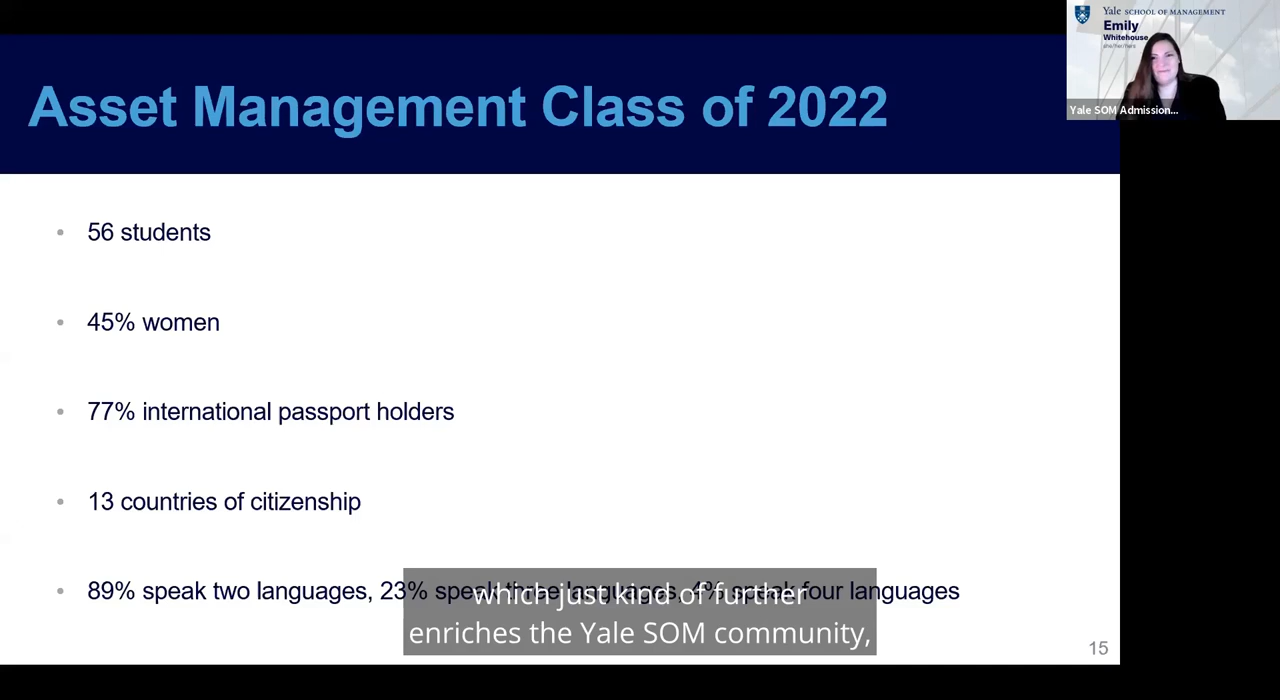 Yale SCHOOL OF MANAGEMENT
Emily
Whitehouse
she/her/hers
Yale SOM Admission...
Asset Management Class of 2022
• 56 students
• 45% women
• 77% international passport holders
• 13 countries of citizenship
• 89% speak two languages, 23% speak three languages, 4% speak four languages
which just kind of further
enriches the Yale SOM community,
15